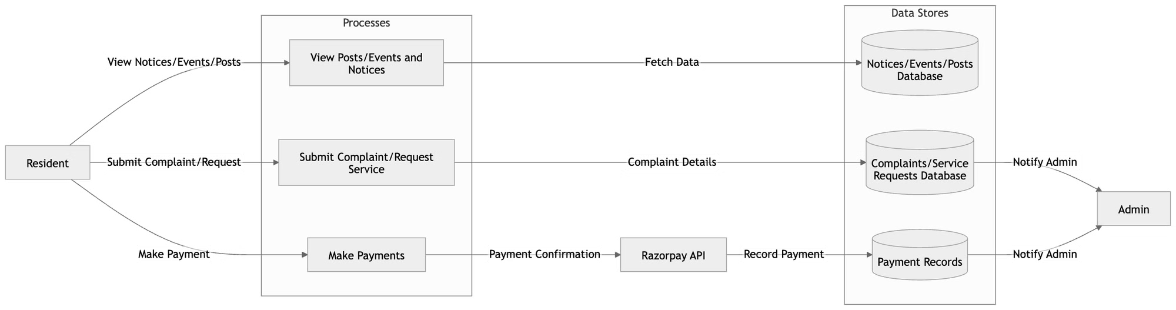 Processes
Data Stores
View Notices/Events/Posts
View Posts/Events and
Notices
Fetch Data
Notices/Events/Posts
Database
Resident
Submit Complaint/Request
Submit Complaint/Request
Service
Complaint Details
Complaints/Service
Requests Database
Notify Admin
Admin
Make Payment
Make Payments
Payment Confirmation
Razorpay API
Record Payment
Payment Records
Notify Admin